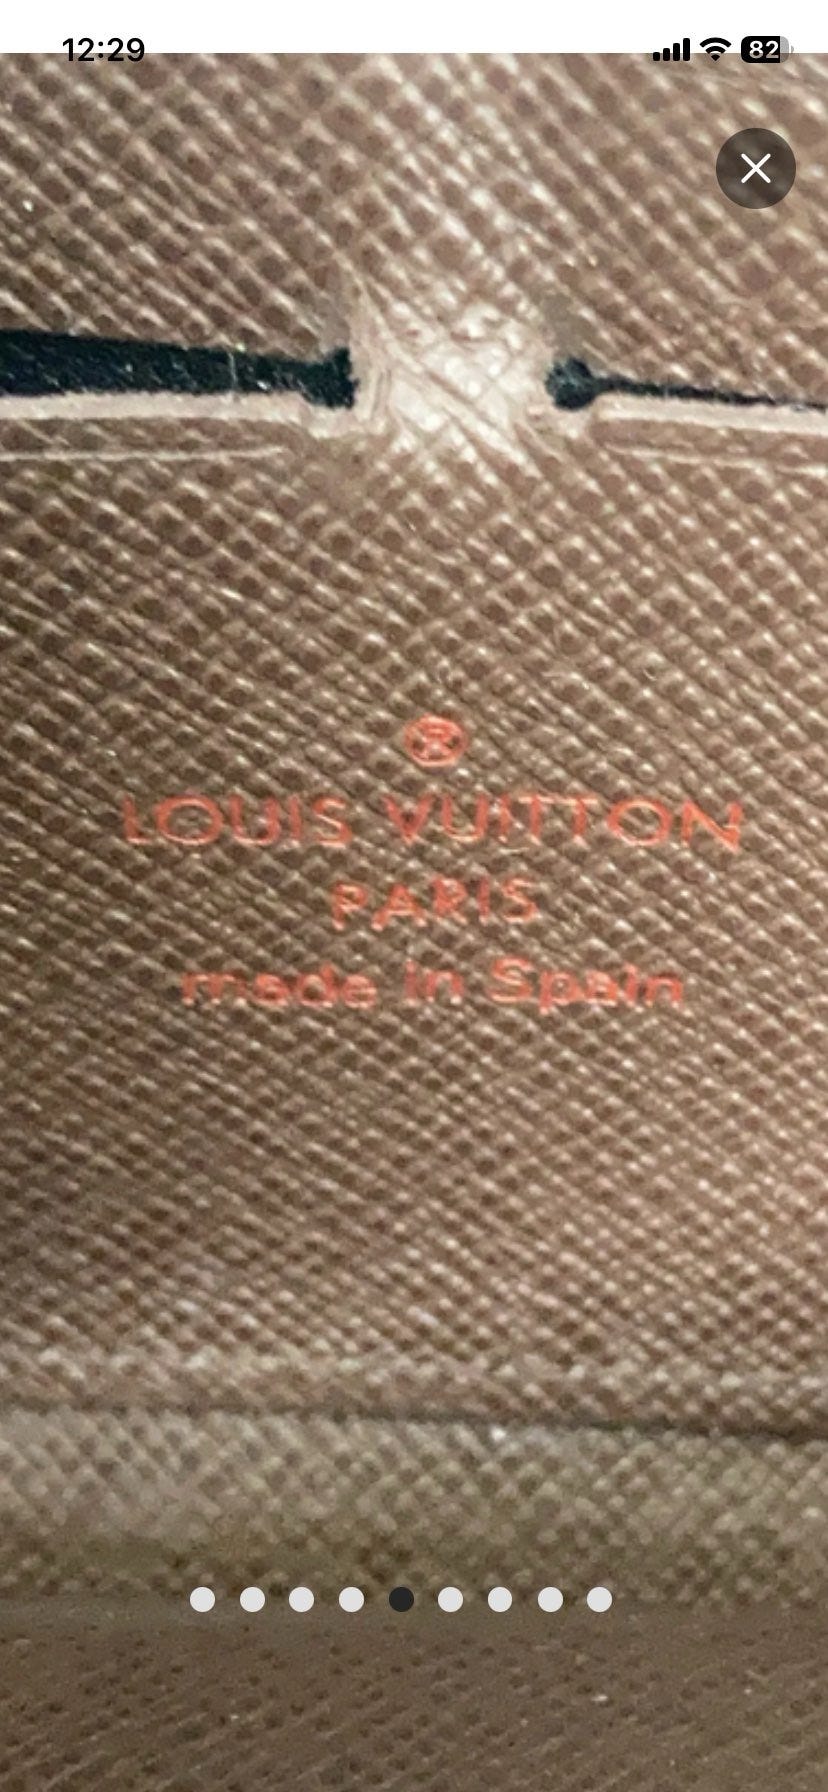 12:29
82
®
LOUIS VUITTON
PARIS
made in Spain